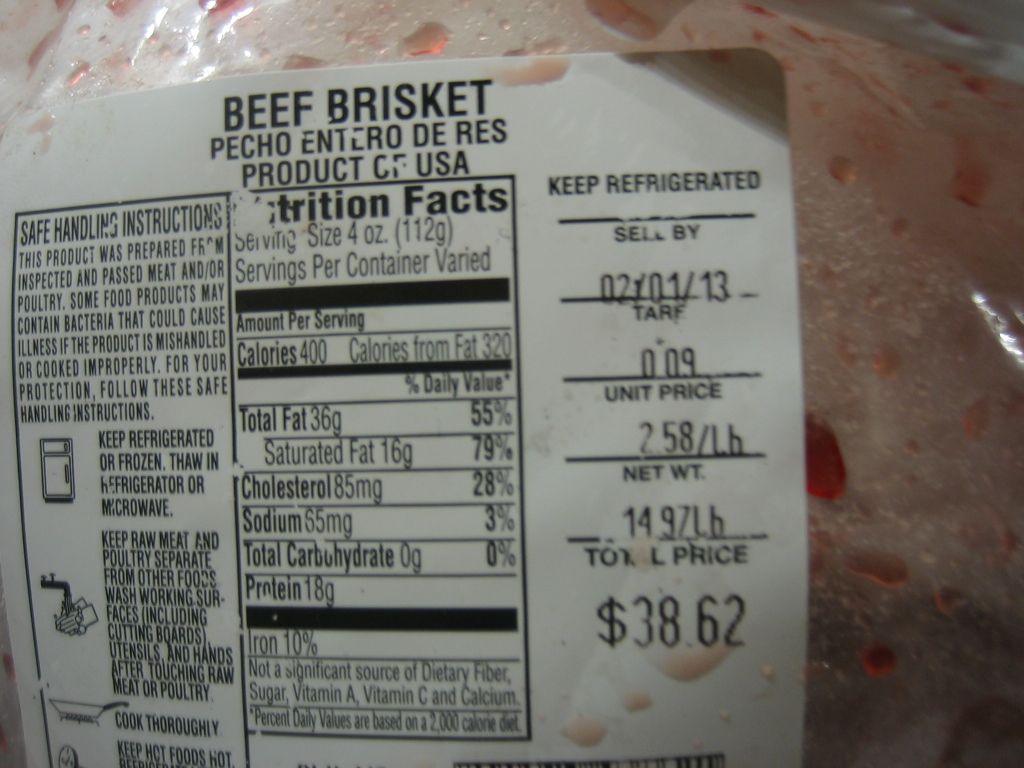 BEEF BRISKET
PECHO ENTERO DE RES
PRODUCT OF USA
SAFE HANDLING INSTRUCTIONS
THIS PRODUCT WAS PREPARED FROM
INSPECTED AND PASSED MEAT AND/OR
POULTRY. SOME FOOD PRODUCTS MAY
CONTAIN BACTERIA THAT COULD CAUSE
ILLNESS IF THE PRODUCT IS MISHANDLED
OR COOKED IMPROPERLY. FOR YOUR
PROTECTION, FOLLOW THESE SAFE
HANDLING INSTRUCTIONS.
KEEP REFRIGERATED
OR FROZEN. THAW IN
REFRIGERATOR OR
MICROWAVE.
KEEP RAW MEAT AND
POULTRY SEPARATE
FROM OTHER FOODS.
WASH WORKING SUR-
FACES (INCLUDING
CUTTING BOARDS),
UTENSILS, AND HANDS
AFTER TOUCHING RAW
MEAT OR POULTRY.
COOK THOROUGHLY
KEEP HOT FOODS HOT.
Nutrition Facts
Serving Size 4 oz. (112g)
Servings Per Container Varied
Amount Per Serving
Calories 400 Calories from Fat 320
% Daily Value*
Total Fat 36g 55%
Saturated Fat 16g 79%
Cholesterol 85mg 28%
Sodium 65mg 3%
Total Carbohydrate 0g 0%
Protein 18g
Iron 10%
Not a significant source of Dietary Fiber,
Sugar, Vitamin A, Vitamin C and Calcium.
*Percent Daily Values are based on a 2,000 calorie diet.
KEEP REFRIGERATED
SELL BY
02/01/13
TARE
0.09
UNIT PRICE
2.58/Lb
NET WT.
14.97Lb
TOTAL PRICE
$38.62